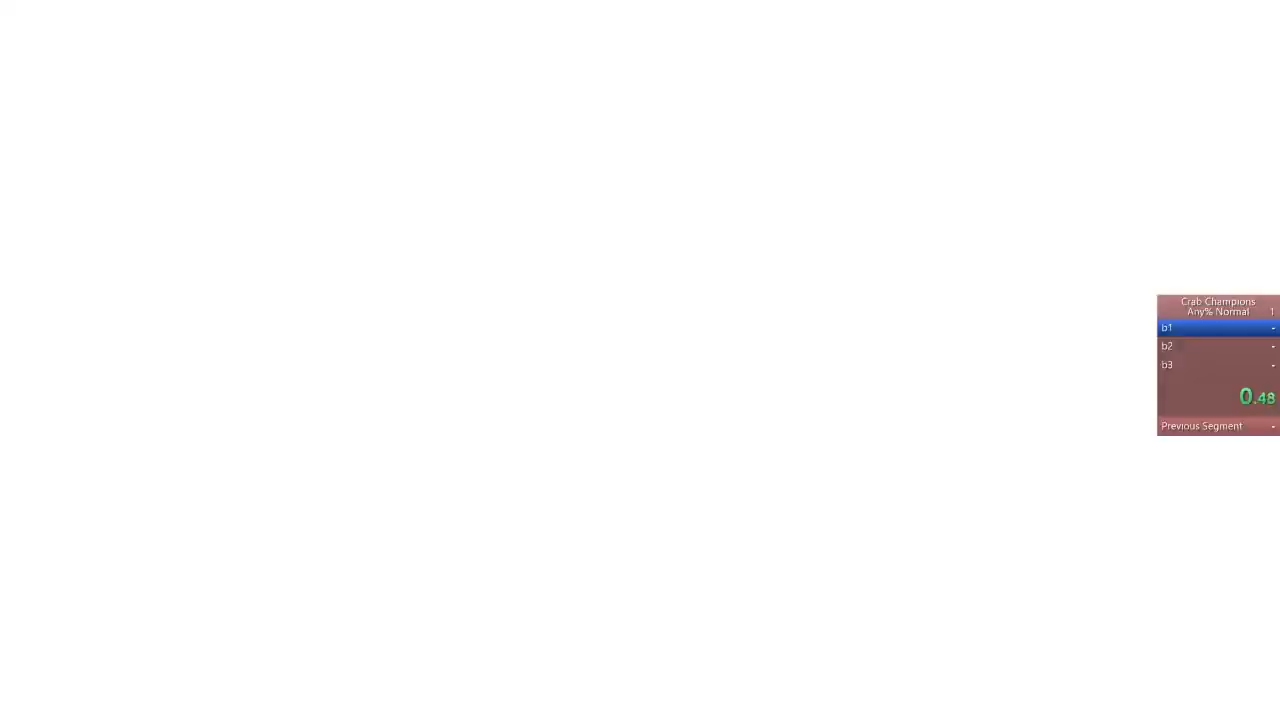 Crab Champions
Any% Normal 1
b1 -
b2 -
b3 -
0.48
Previous Segment -